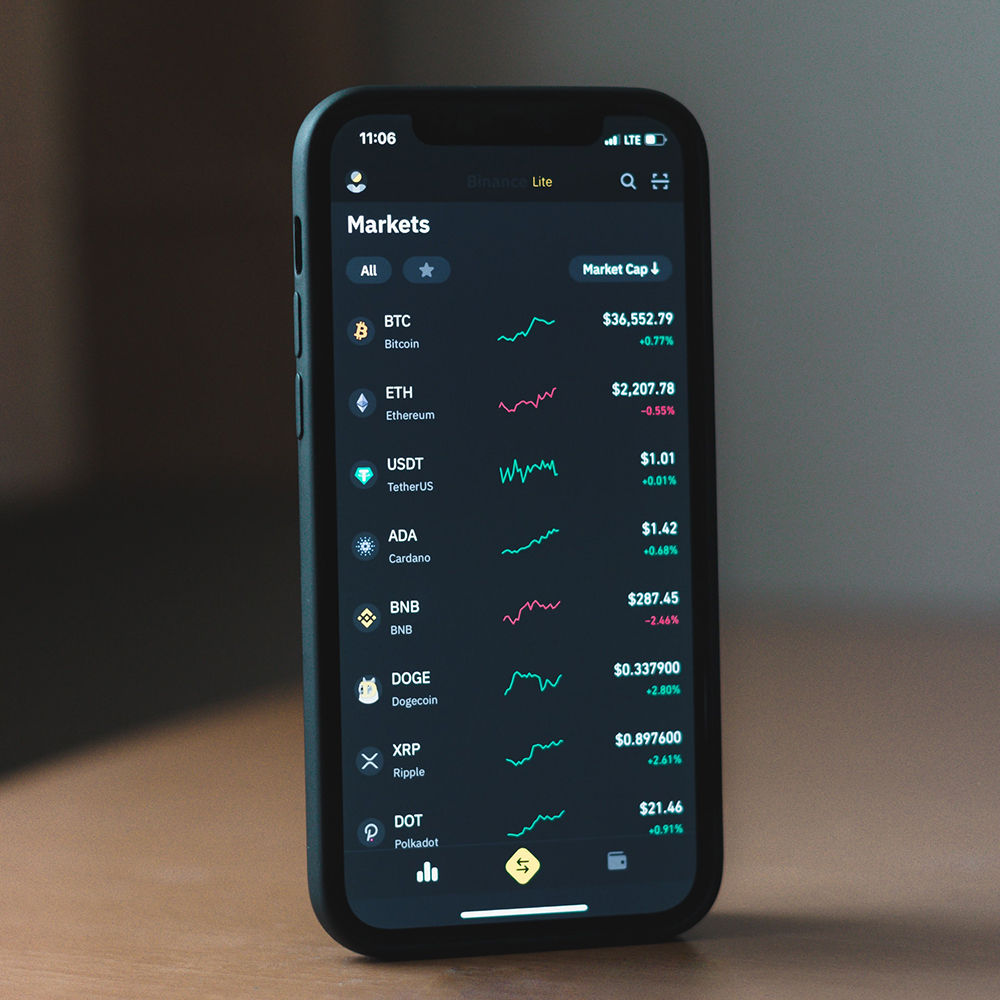 11:06 LTE
Binance Lite
Markets
All Market Cap ↓
BTC $36,552.79
Bitcoin +0.77%
ETH $2,207.78
Ethereum -0.55%
USDT $1.01
TetherUS +0.01%
ADA $1.42
Cardano +0.68%
BNB $287.45
BNB -2.46%
DOGE $0.337900
Dogecoin +2.80%
XRP $0.897600
Ripple +2.61%
DOT $21.46
Polkadot +0.91%